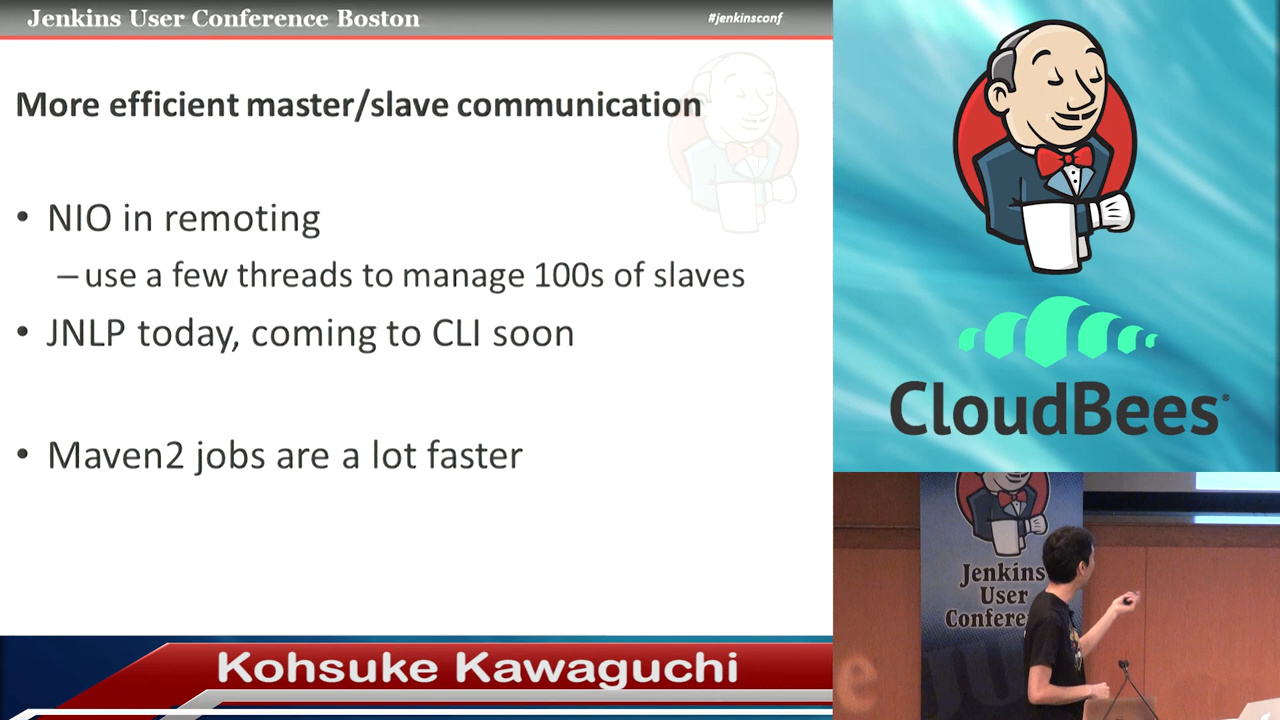 Jenkins User Conference Boston
#jenkinsconf
More efficient master/slave communication
• NIO in remoting
– use a few threads to manage 100s of slaves
• JNLP today, coming to CLI soon
• Maven2 jobs are a lot faster
Kohsuke Kawaguchi
CloudBees®
Jenkins
User